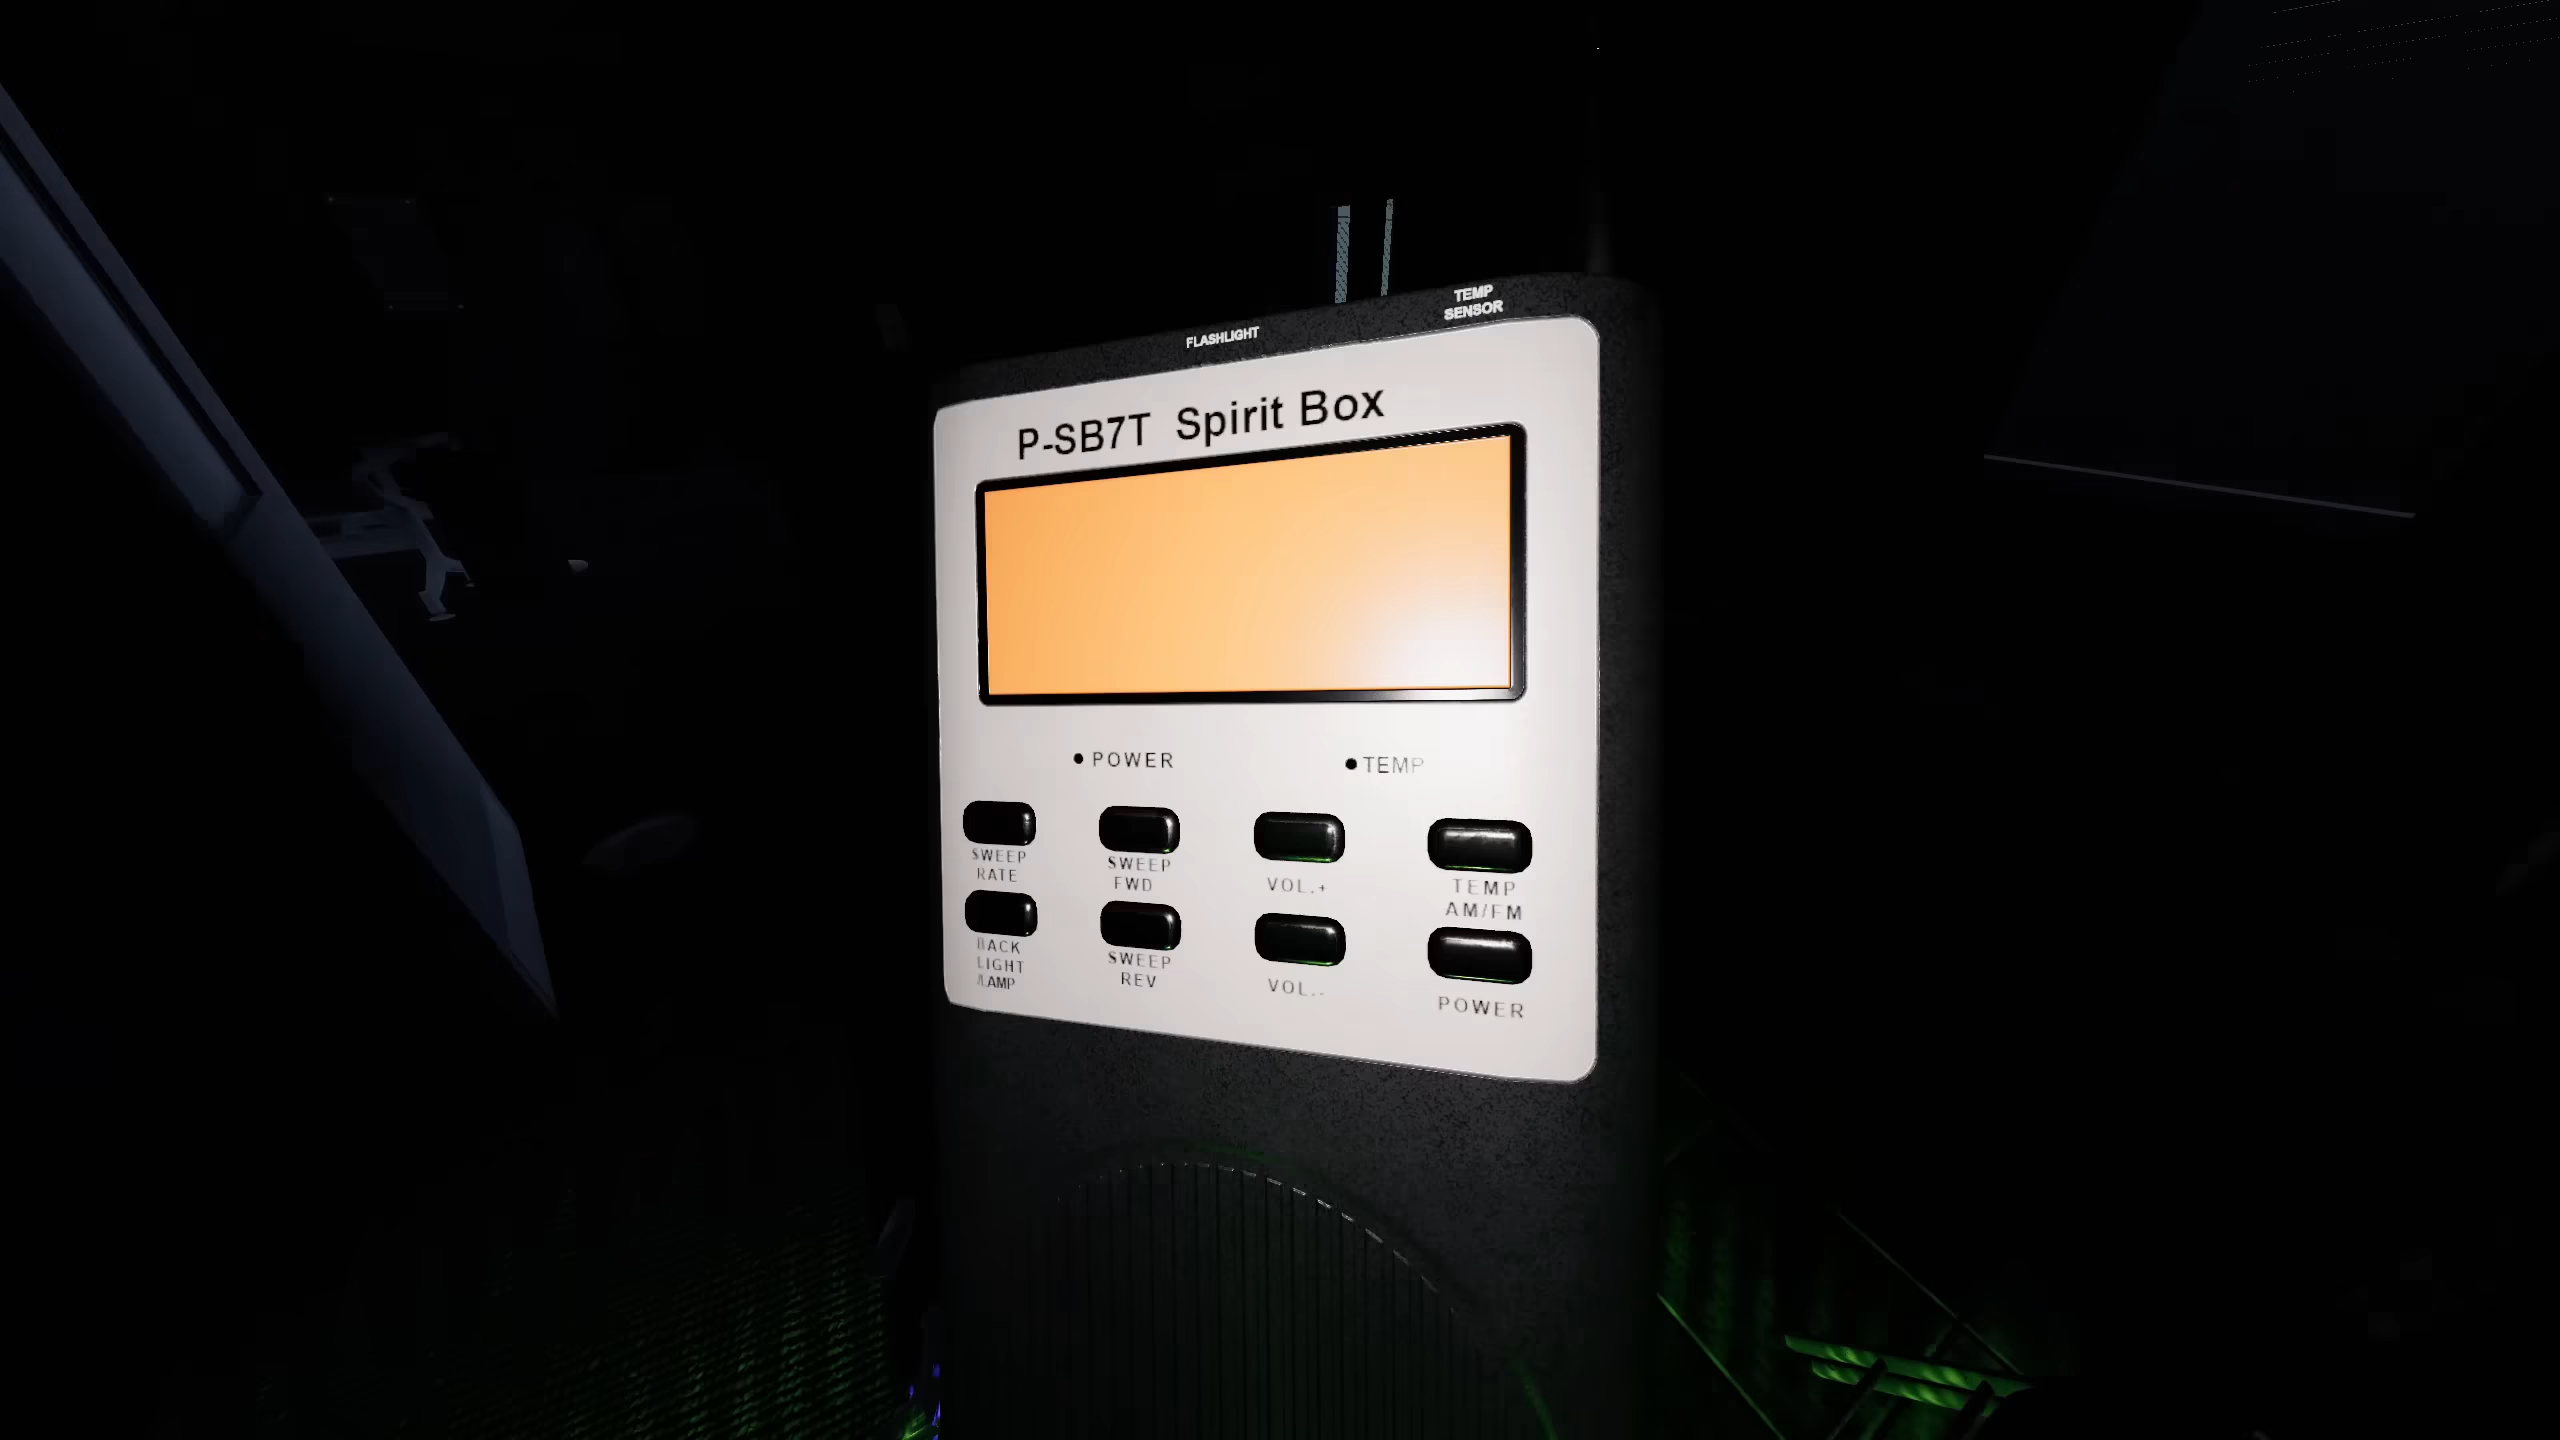 FLASHLIGHT
TEMP
SENSOR
P-SB7T Spirit Box
POWER
TEMP
SWEEP
RATE
SWEEP
FWD
VOL.+
TEMP
AM/FM
BACK
LIGHT
/LAMP
SWEEP
REV
VOL.-
POWER